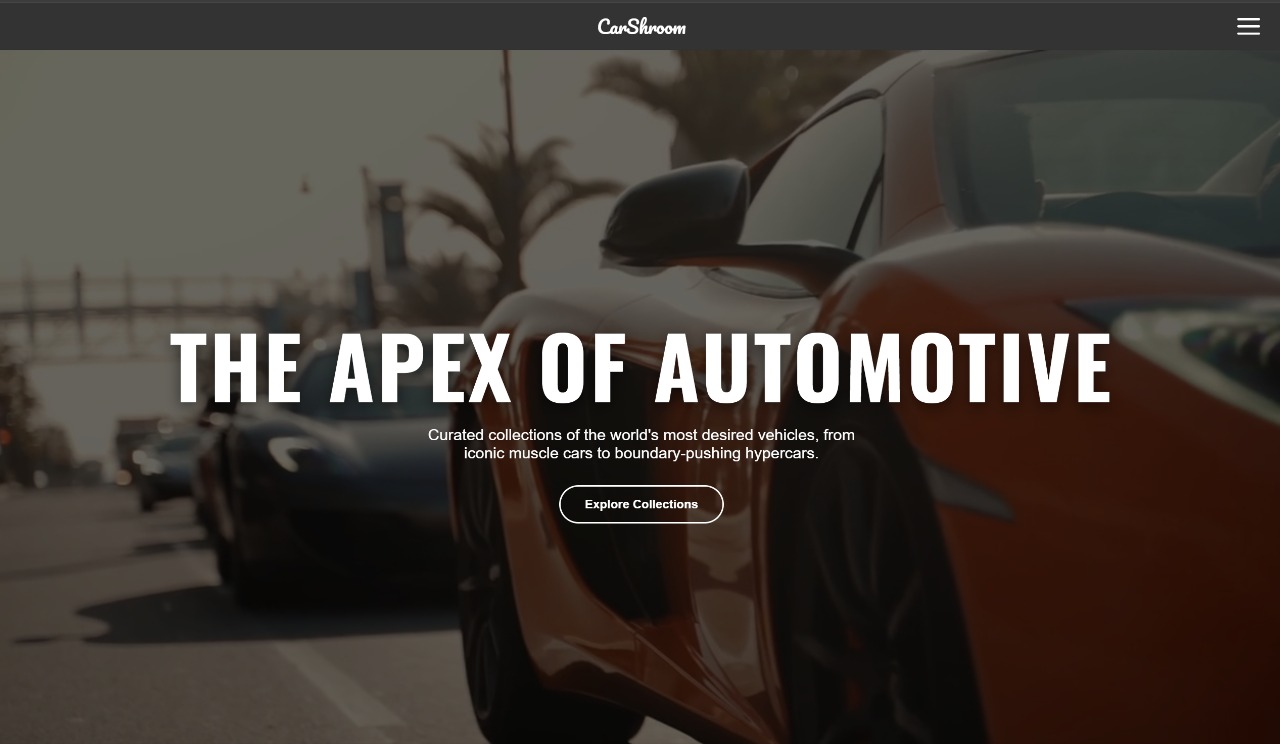 CarShroom
THE APEX OF AUTOMOTIVE
Curated collections of the world's most desired vehicles, from
iconic muscle cars to boundary-pushing hypercars.
Explore Collections